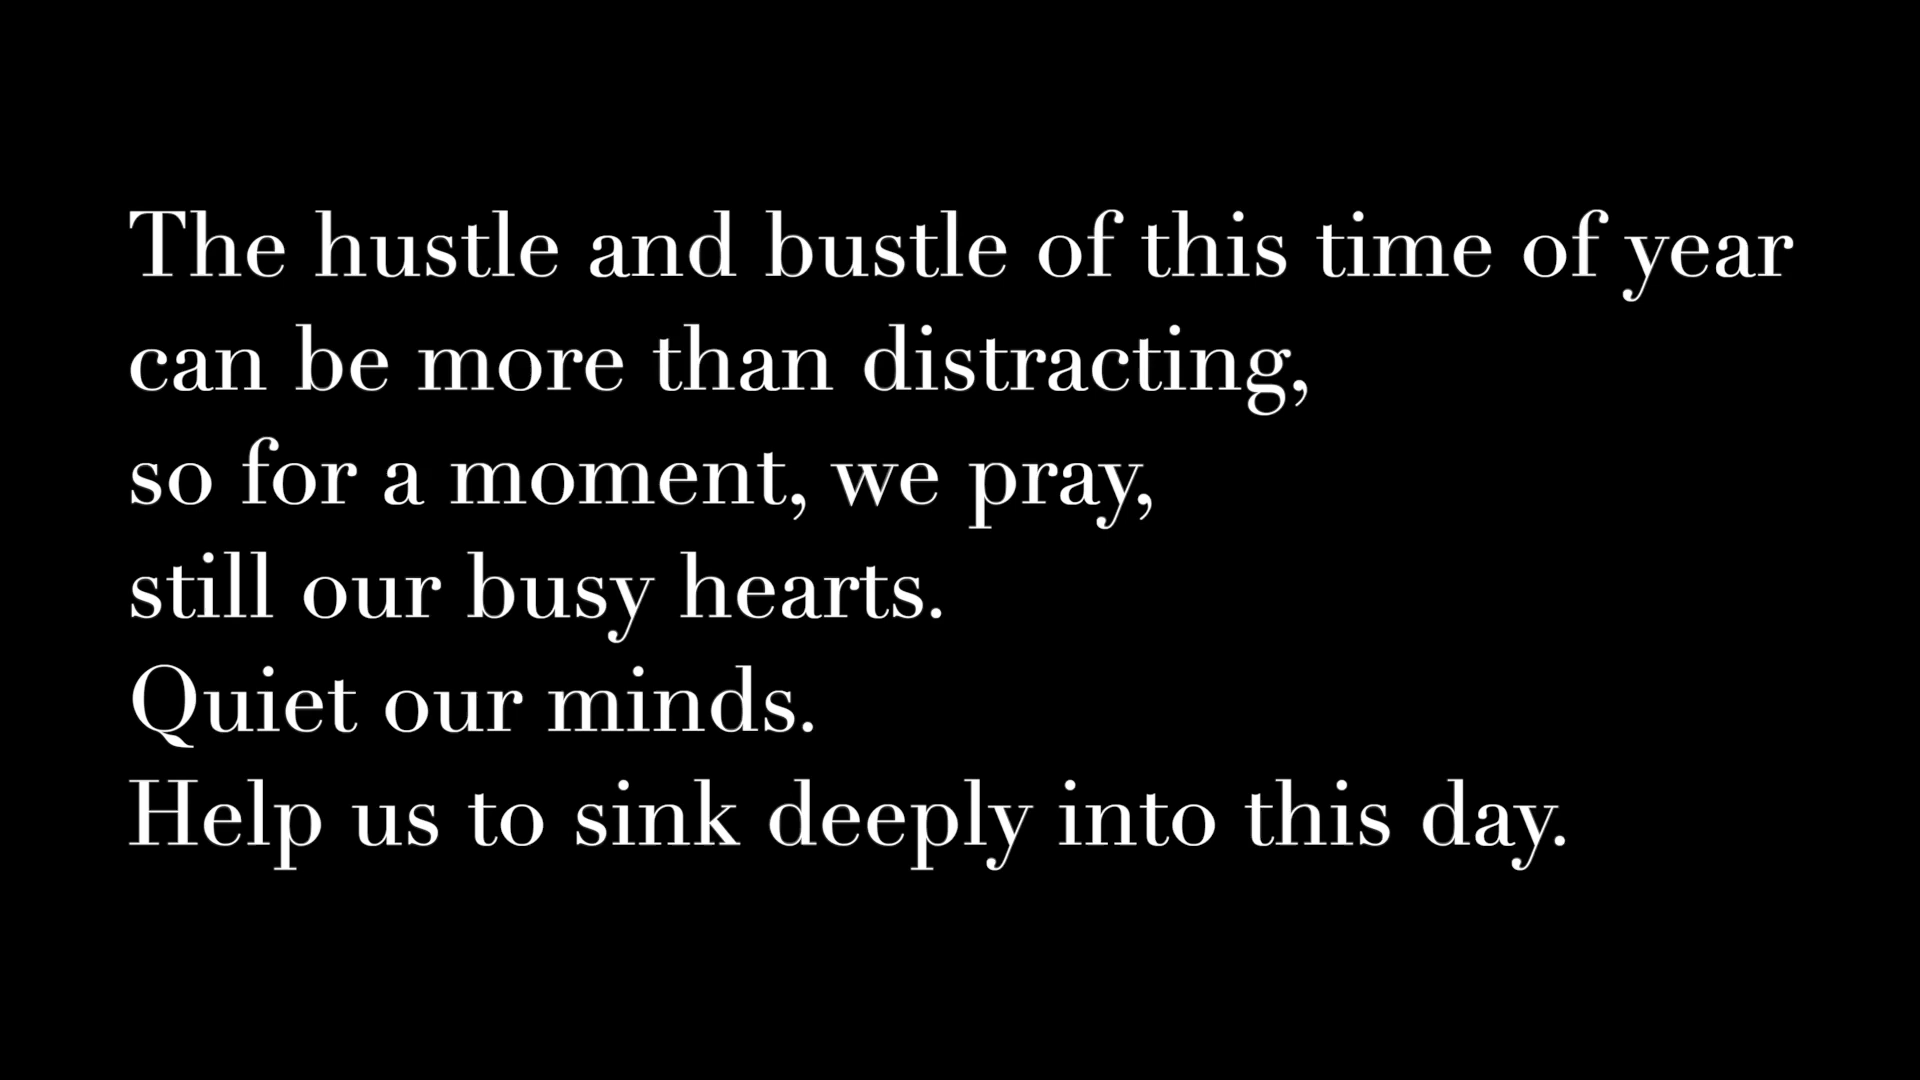 The hustle and bustle of this time of year
can be more than distracting,
so for a moment, we pray,
still our busy hearts.
Quiet our minds.
Help us to sink deeply into this day.